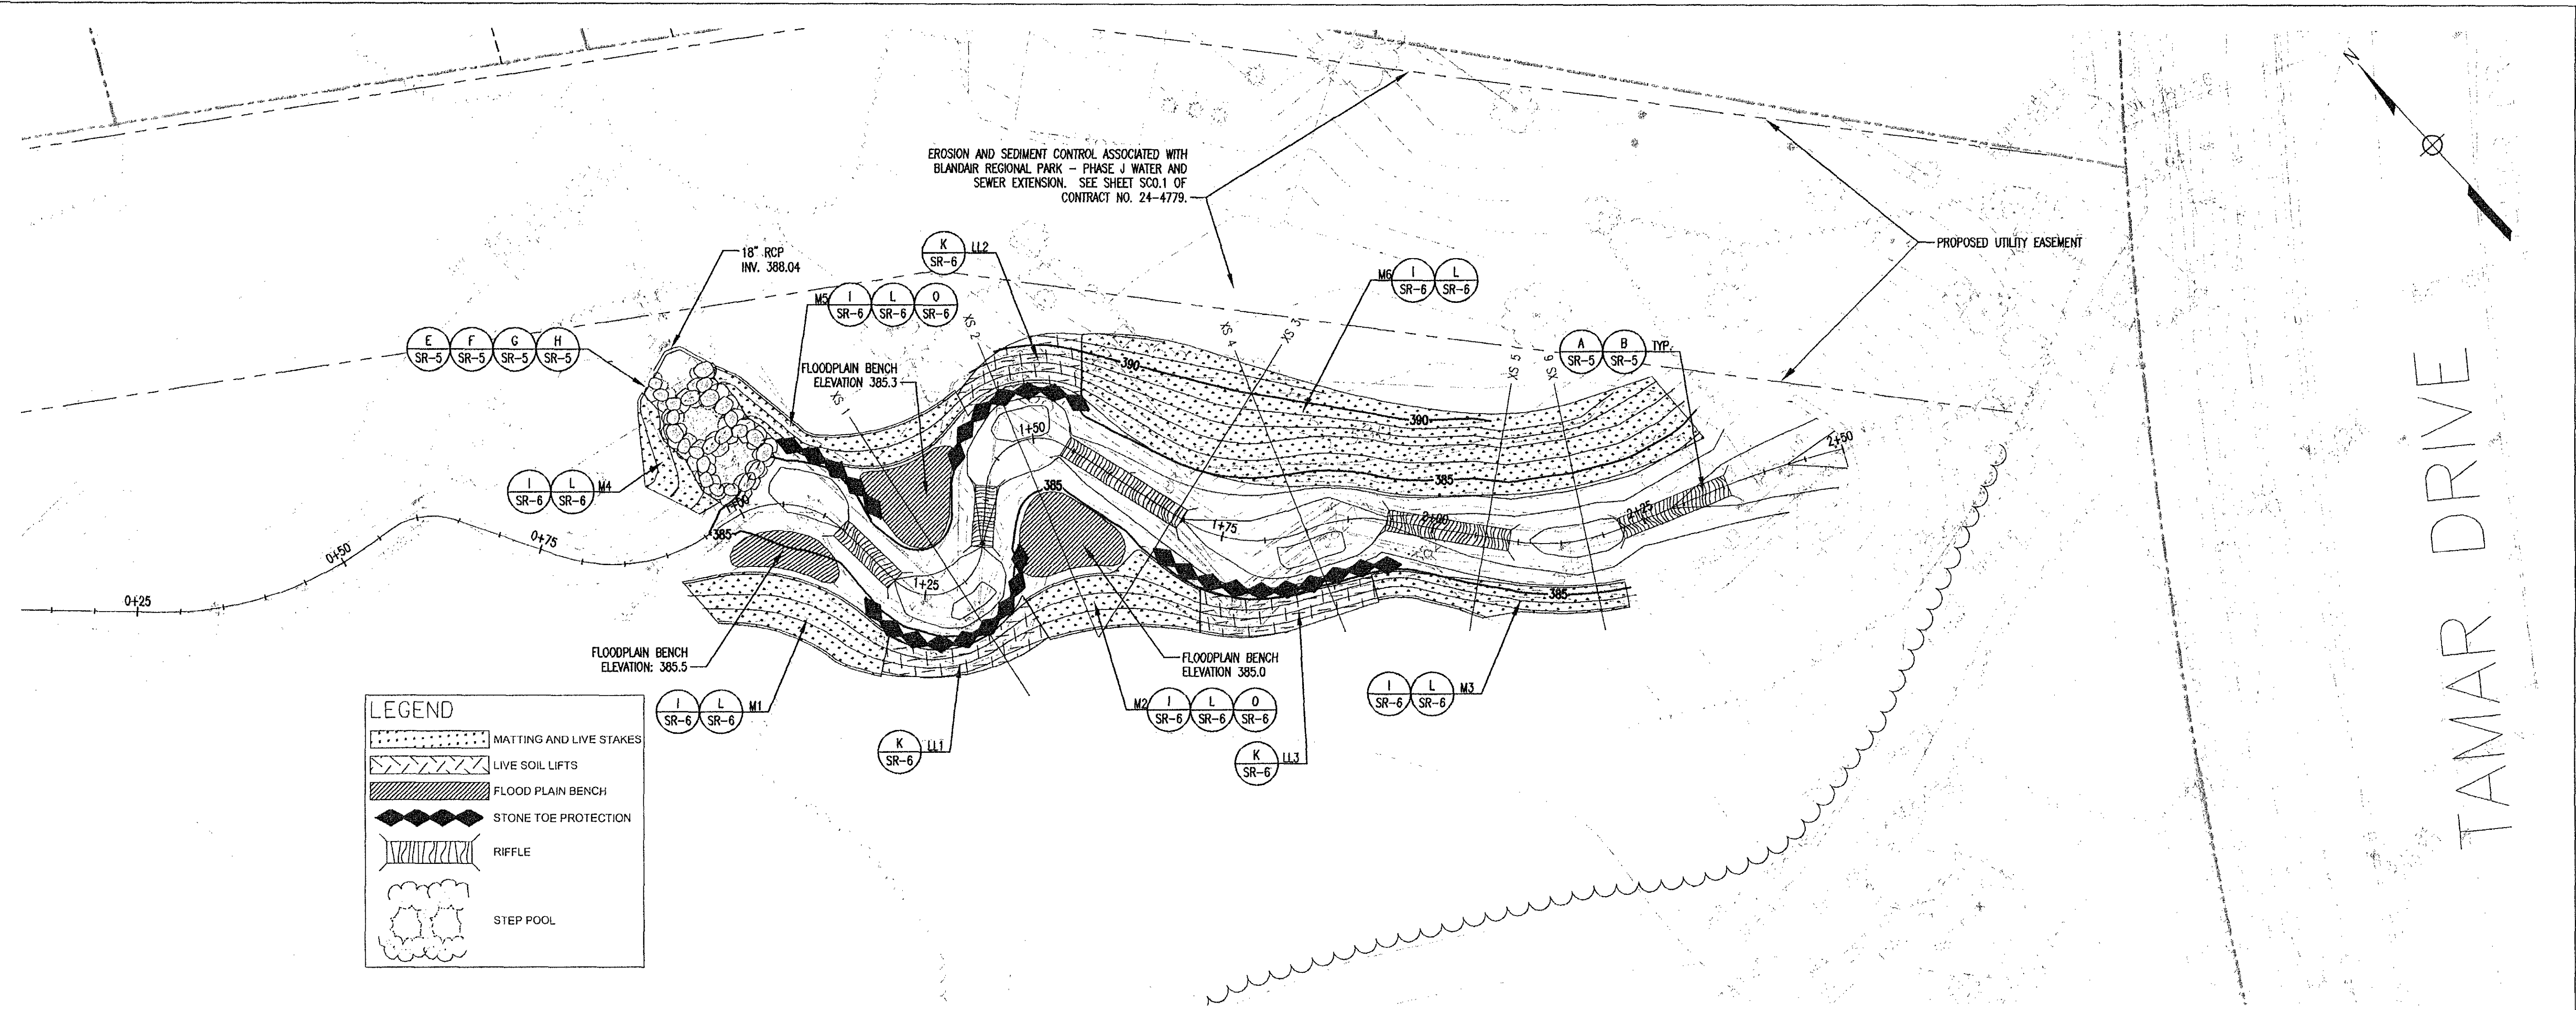 N
EROSION AND SEDIMENT CONTROL ASSOCIATED WITH
BLANDAIR REGIONAL PARK – PHASE J WATER AND
SEWER EXTENSION. SEE SHEET SC0.1 OF
CONTRACT NO. 24-4779.
PROPOSED UTILITY EASEMENT
18" RCP
INV. 388.04
K
SR-6
LL2
M5
I
SR-6
L
SR-6
O
SR-6
M6
I
SR-6
L
SR-6
E
SR-5
F
SR-5
G
SR-5
H
SR-5
A
SR-5
B
SR-5
TYP.
FLOODPLAIN BENCH
ELEVATION 385.3
XS 1
XS 2
XS 4
XS 3
XS 5
XS 6
390
390
385
385
385
385
I
SR-6
L
SR-6
M4
0+25
0+50
0+75
1+00
1+25
1+50
1+75
2+00
2+25
2+50
FLOODPLAIN BENCH
ELEVATION: 385.5
FLOODPLAIN BENCH
ELEVATION 385.0
I
SR-6
L
SR-6
M1
K
SR-6
LL1
M2
I
SR-6
L
SR-6
O
SR-6
K
SR-6
LL3
I
SR-6
L
SR-6
M3
TAMAR DRIVE
LEGEND
MATTING AND LIVE STAKES
LIVE SOIL LIFTS
FLOOD PLAIN BENCH
STONE TOE PROTECTION
RIFFLE
STEP POOL